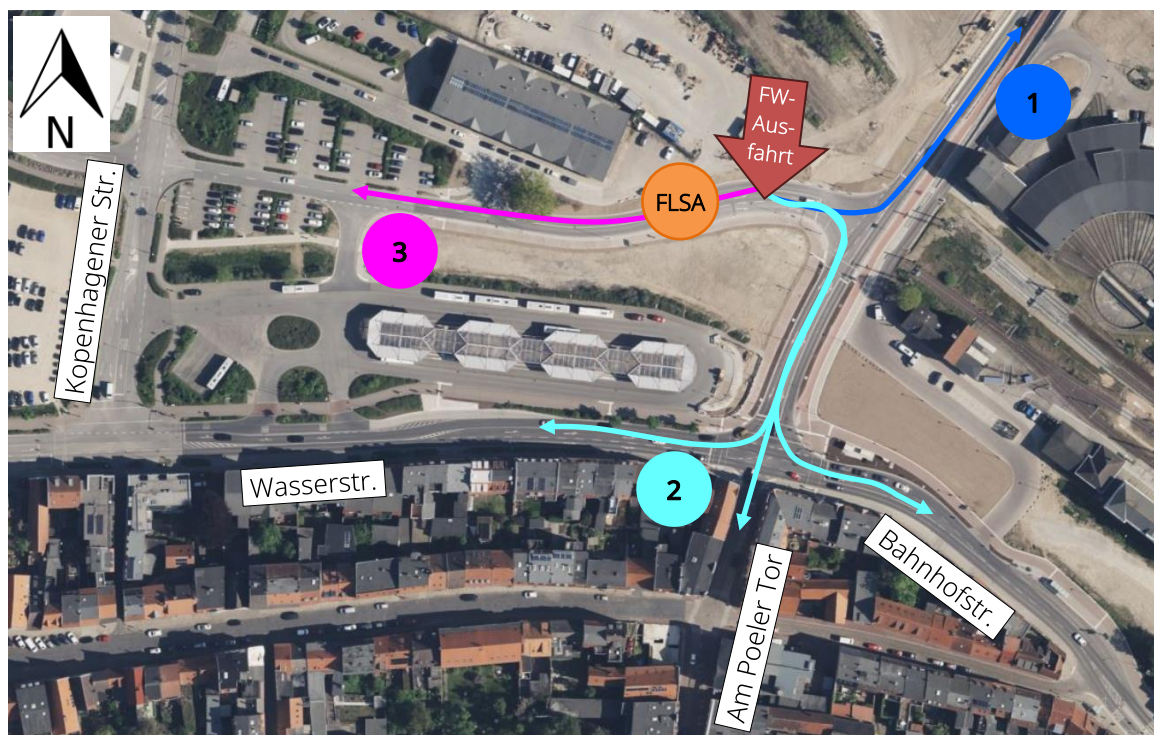 N
FW-
Aus-
fahrt
1
FLSA
3
Kopenhagener Str.
2
Wasserstr.
Bahnhofstr.
Am Poeler Tor